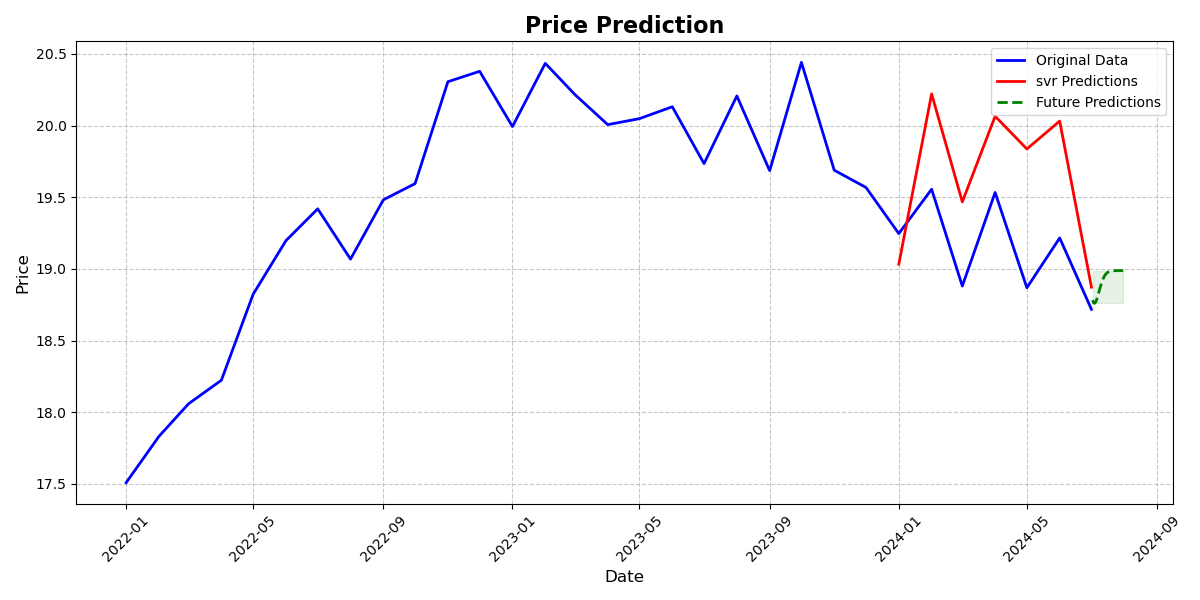 Price Prediction
Original Data
svr Predictions
Future Predictions
Price
20.5
20.0
19.5
19.0
18.5
18.0
17.5
2022-01
2022-05
2022-09
2023-01
2023-05
2023-09
2024-01
2024-05
2024-09
Date